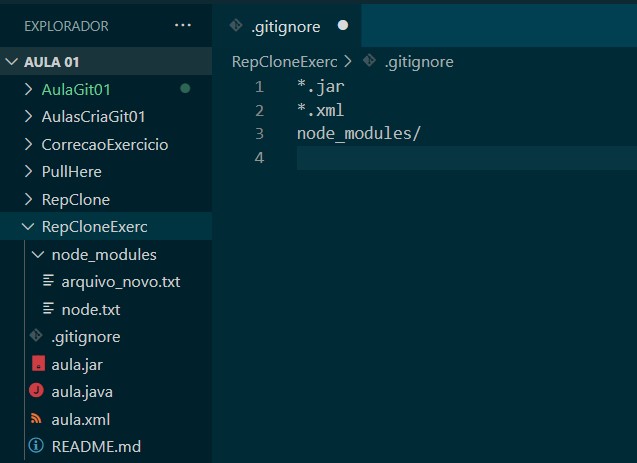 EXPLORADOR
AULA 01
AulaGit01
AulasCriaGit01
CorrecaoExercicio
PullHere
RepClone
RepCloneExerc
node_modules
arquivo_novo.txt
node.txt
.gitignore
aula.jar
aula.java
aula.xml
README.md
.gitignore
RepCloneExerc > .gitignore
1 *.jar
2 *.xml
3 node_modules/
4